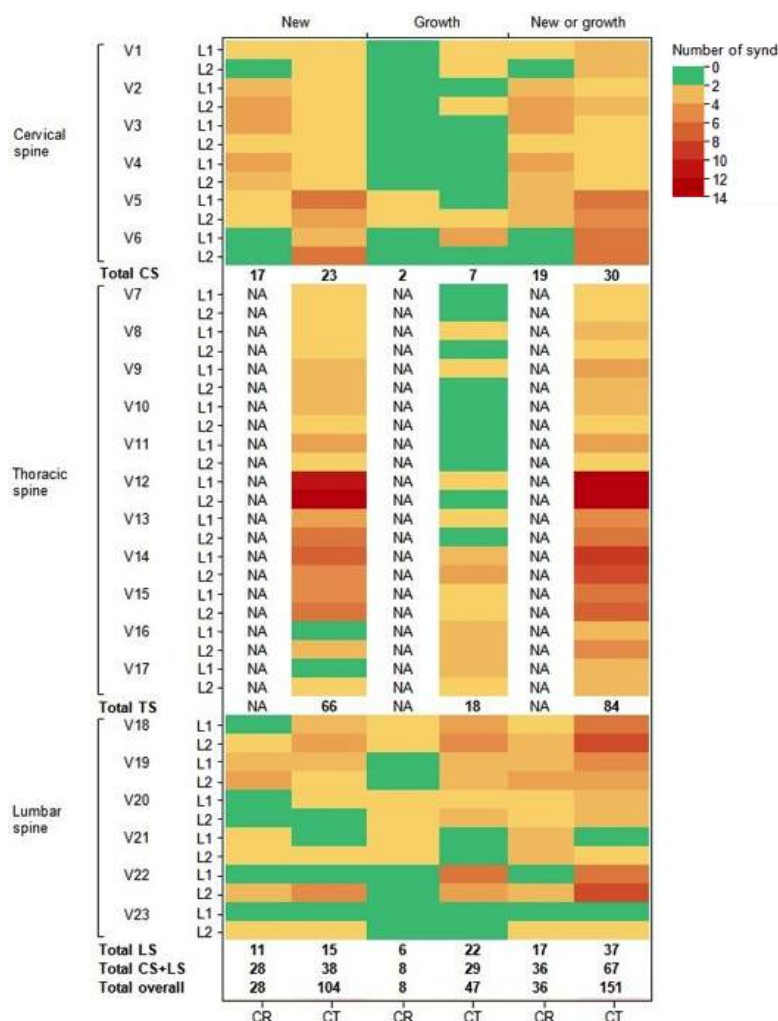 New Growth New or growth
Number of synd
V1 L1 0
L2 2
V2 L1 4
L2 6
Cervical spine V3 L1 8
L2 10
V4 L1 12
L2 14
V5 L1
L2
V6 L1
L2
Total CS 17 23 2 7 19 30
V7 L1 NA NA NA
L2 NA NA NA
V8 L1 NA NA NA
L2 NA NA NA
V9 L1 NA NA NA
L2 NA NA NA
V10 L1 NA NA NA
L2 NA NA NA
V11 L1 NA NA NA
L2 NA NA NA
Thoracic spine V12 L1 NA NA NA
L2 NA NA NA
V13 L1 NA NA NA
L2 NA NA NA
V14 L1 NA NA NA
L2 NA NA NA
V15 L1 NA NA NA
L2 NA NA NA
V16 L1 NA NA NA
L2 NA NA NA
V17 L1 NA NA NA
L2 NA NA NA
Total TS NA 66 NA 18 NA 84
V18 L1
L2
V19 L1
L2
Lumbar spine V20 L1
L2
V21 L1
L2
V22 L1
L2
V23 L1
L2
Total LS 11 15 6 22 17 37
Total CS+LS 28 38 8 29 36 67
Total overall 28 104 8 47 36 151
CR CT CR CT CR CT